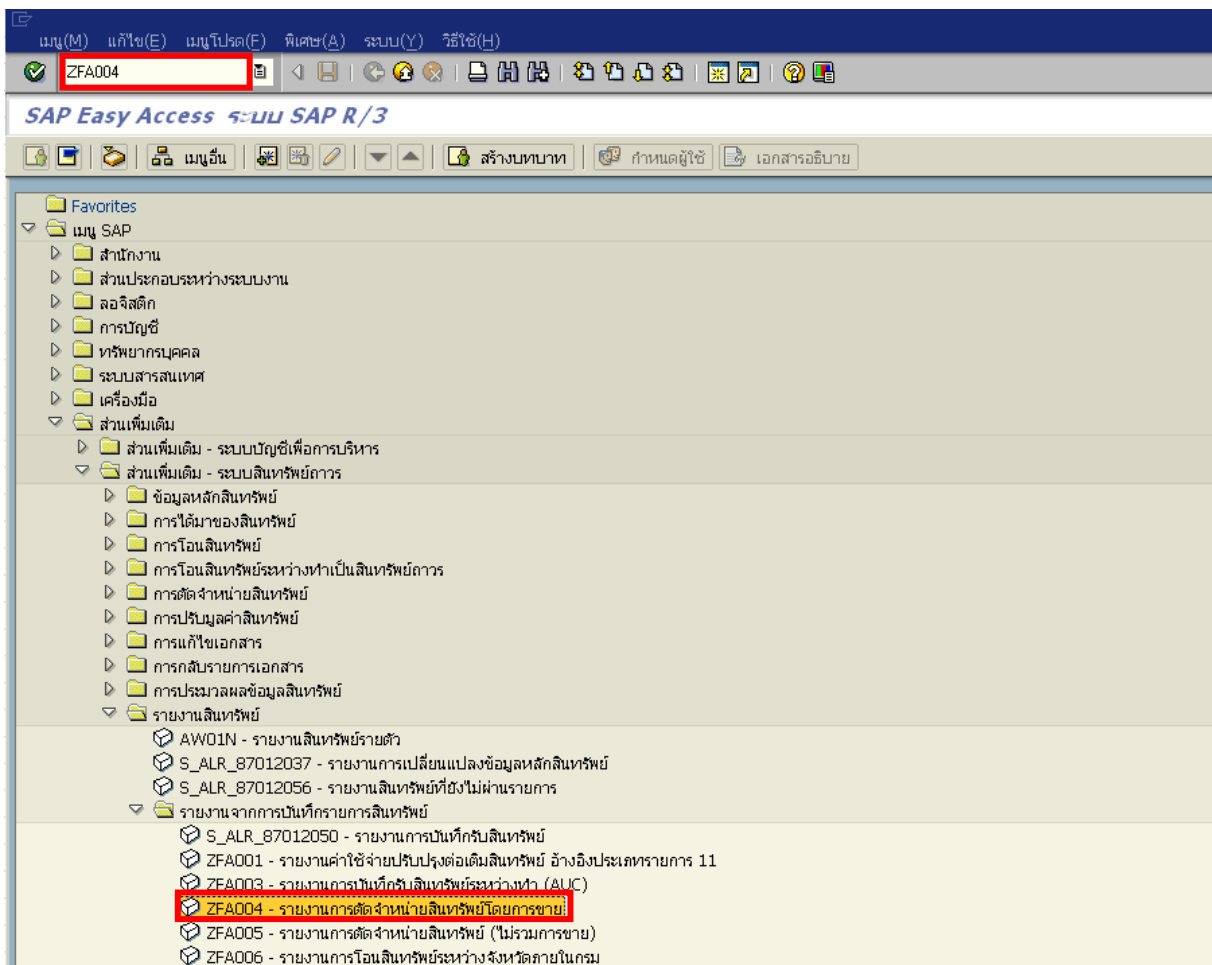 เมนู(M) แก้ไข(E) เมนูโปรด(F) พิเศษ(A) ระบบ(Y) วิธีใช้(H)
ZFA004
SAP Easy Access ระบบ SAP R/3
เมนูอื่น สร้างบทบาท กำหนดผู้ใช้ เอกสารอธิบาย
Favorites
เมนู SAP
สำนักงาน
ส่วนประกอบระหว่างระบบงาน
ลอจิสติก
การบัญชี
ทรัพยากรบุคคล
ระบบสารสนเทศ
เครื่องมือ
ส่วนเพิ่มเติม
ส่วนเพิ่มเติม - ระบบบัญชีเพื่อการบริหาร
ส่วนเพิ่มเติม - ระบบสินทรัพย์ถาวร
ข้อมูลหลักสินทรัพย์
การได้มาของสินทรัพย์
การโอนสินทรัพย์
การโอนสินทรัพย์ระหว่างทำเป็นสินทรัพย์ถาวร
การตัดจำหน่ายสินทรัพย์
การปรับมูลค่าสินทรัพย์
การแก้ไขเอกสาร
การกลับรายการเอกสาร
การประมวลผลข้อมูลสินทรัพย์
รายงานสินทรัพย์
AW01N - รายงานสินทรัพย์รายตัว
S_ALR_87012037 - รายงานการเปลี่ยนแปลงข้อมูลหลักสินทรัพย์
S_ALR_87012056 - รายงานสินทรัพย์ที่ยังไม่ผ่านรายการ
รายงานจากการบันทึกรายการสินทรัพย์
S_ALR_87012050 - รายงานการบันทึกรับสินทรัพย์
ZFA001 - รายงานค่าใช้จ่ายปรับปรุงต่อเติมสินทรัพย์ อ้างอิงประเภทรายการ 11
ZFA003 - รายงานการบันทึกรับสินทรัพย์ระหว่างทำ (AUC)
ZFA004 - รายงานการตัดจำหน่ายสินทรัพย์โดยการขาย
ZFA005 - รายงานการตัดจำหน่ายสินทรัพย์ (ไม่รวมการขาย)
ZFA006 - รายงานการโอนสินทรัพย์ระหว่างจังหวัดภายในกรม